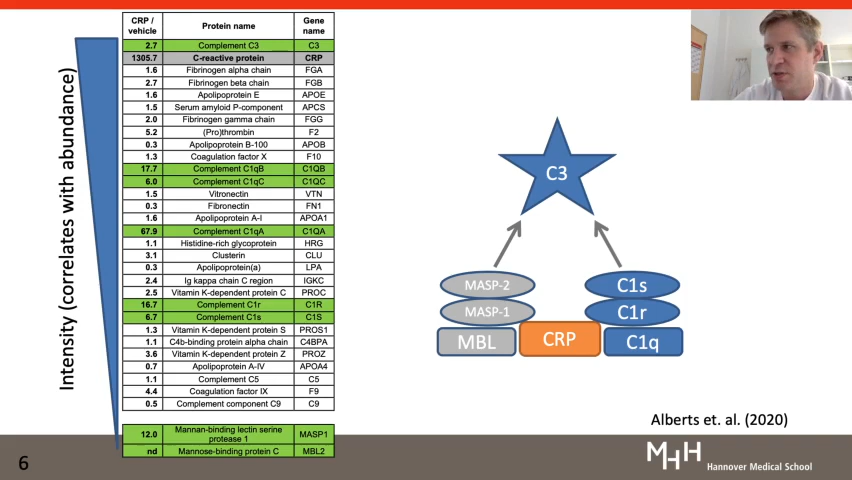 CRP / vehicle Protein name Gene name
2.7 Complement C3 C3
1305.7 C-reactive protein CRP
1.6 Fibrinogen alpha chain FGA
2.7 Fibrinogen beta chain FGB
1.6 Apolipoprotein E APOE
1.5 Serum amyloid P-component APCS
2.0 Fibrinogen gamma chain FGG
5.2 (Pro)thrombin F2
0.3 Apolipoprotein B-100 APOB
1.3 Coagulation factor X F10
17.7 Complement C1qB C1QB
6.0 Complement C1qC C1QC
1.5 Vitronectin VTN
0.3 Fibronectin FN1
1.6 Apolipoprotein A-I APOA1
67.9 Complement C1qA C1QA
1.1 Histidine-rich glycoprotein HRG
3.1 Clusterin CLU
0.3 Apolipoprotein(a) LPA
2.4 Ig kappa chain C region IGKC
2.5 Vitamin K-dependent protein C PROC
16.7 Complement C1r C1R
6.7 Complement C1s C1S
1.3 Vitamin K-dependent protein S PROS1
1.1 C4b-binding protein alpha chain C4BPA
3.6 Vitamin K-dependent protein Z PROZ
0.7 Apolipoprotein A-IV APOA4
1.1 Complement C5 C5
4.4 Coagulation factor IX F9
0.5 Complement component C9 C9
12.0 Mannan-binding lectin serine protease 1 MASP1
nd Mannose-binding protein C MBL2
Intensity (correlates with abundance)
C3
MASP-2 C1s
MASP-1 C1r
MBL CRP C1q
Alberts et. al. (2020)
6
MHH Hannover Medical School